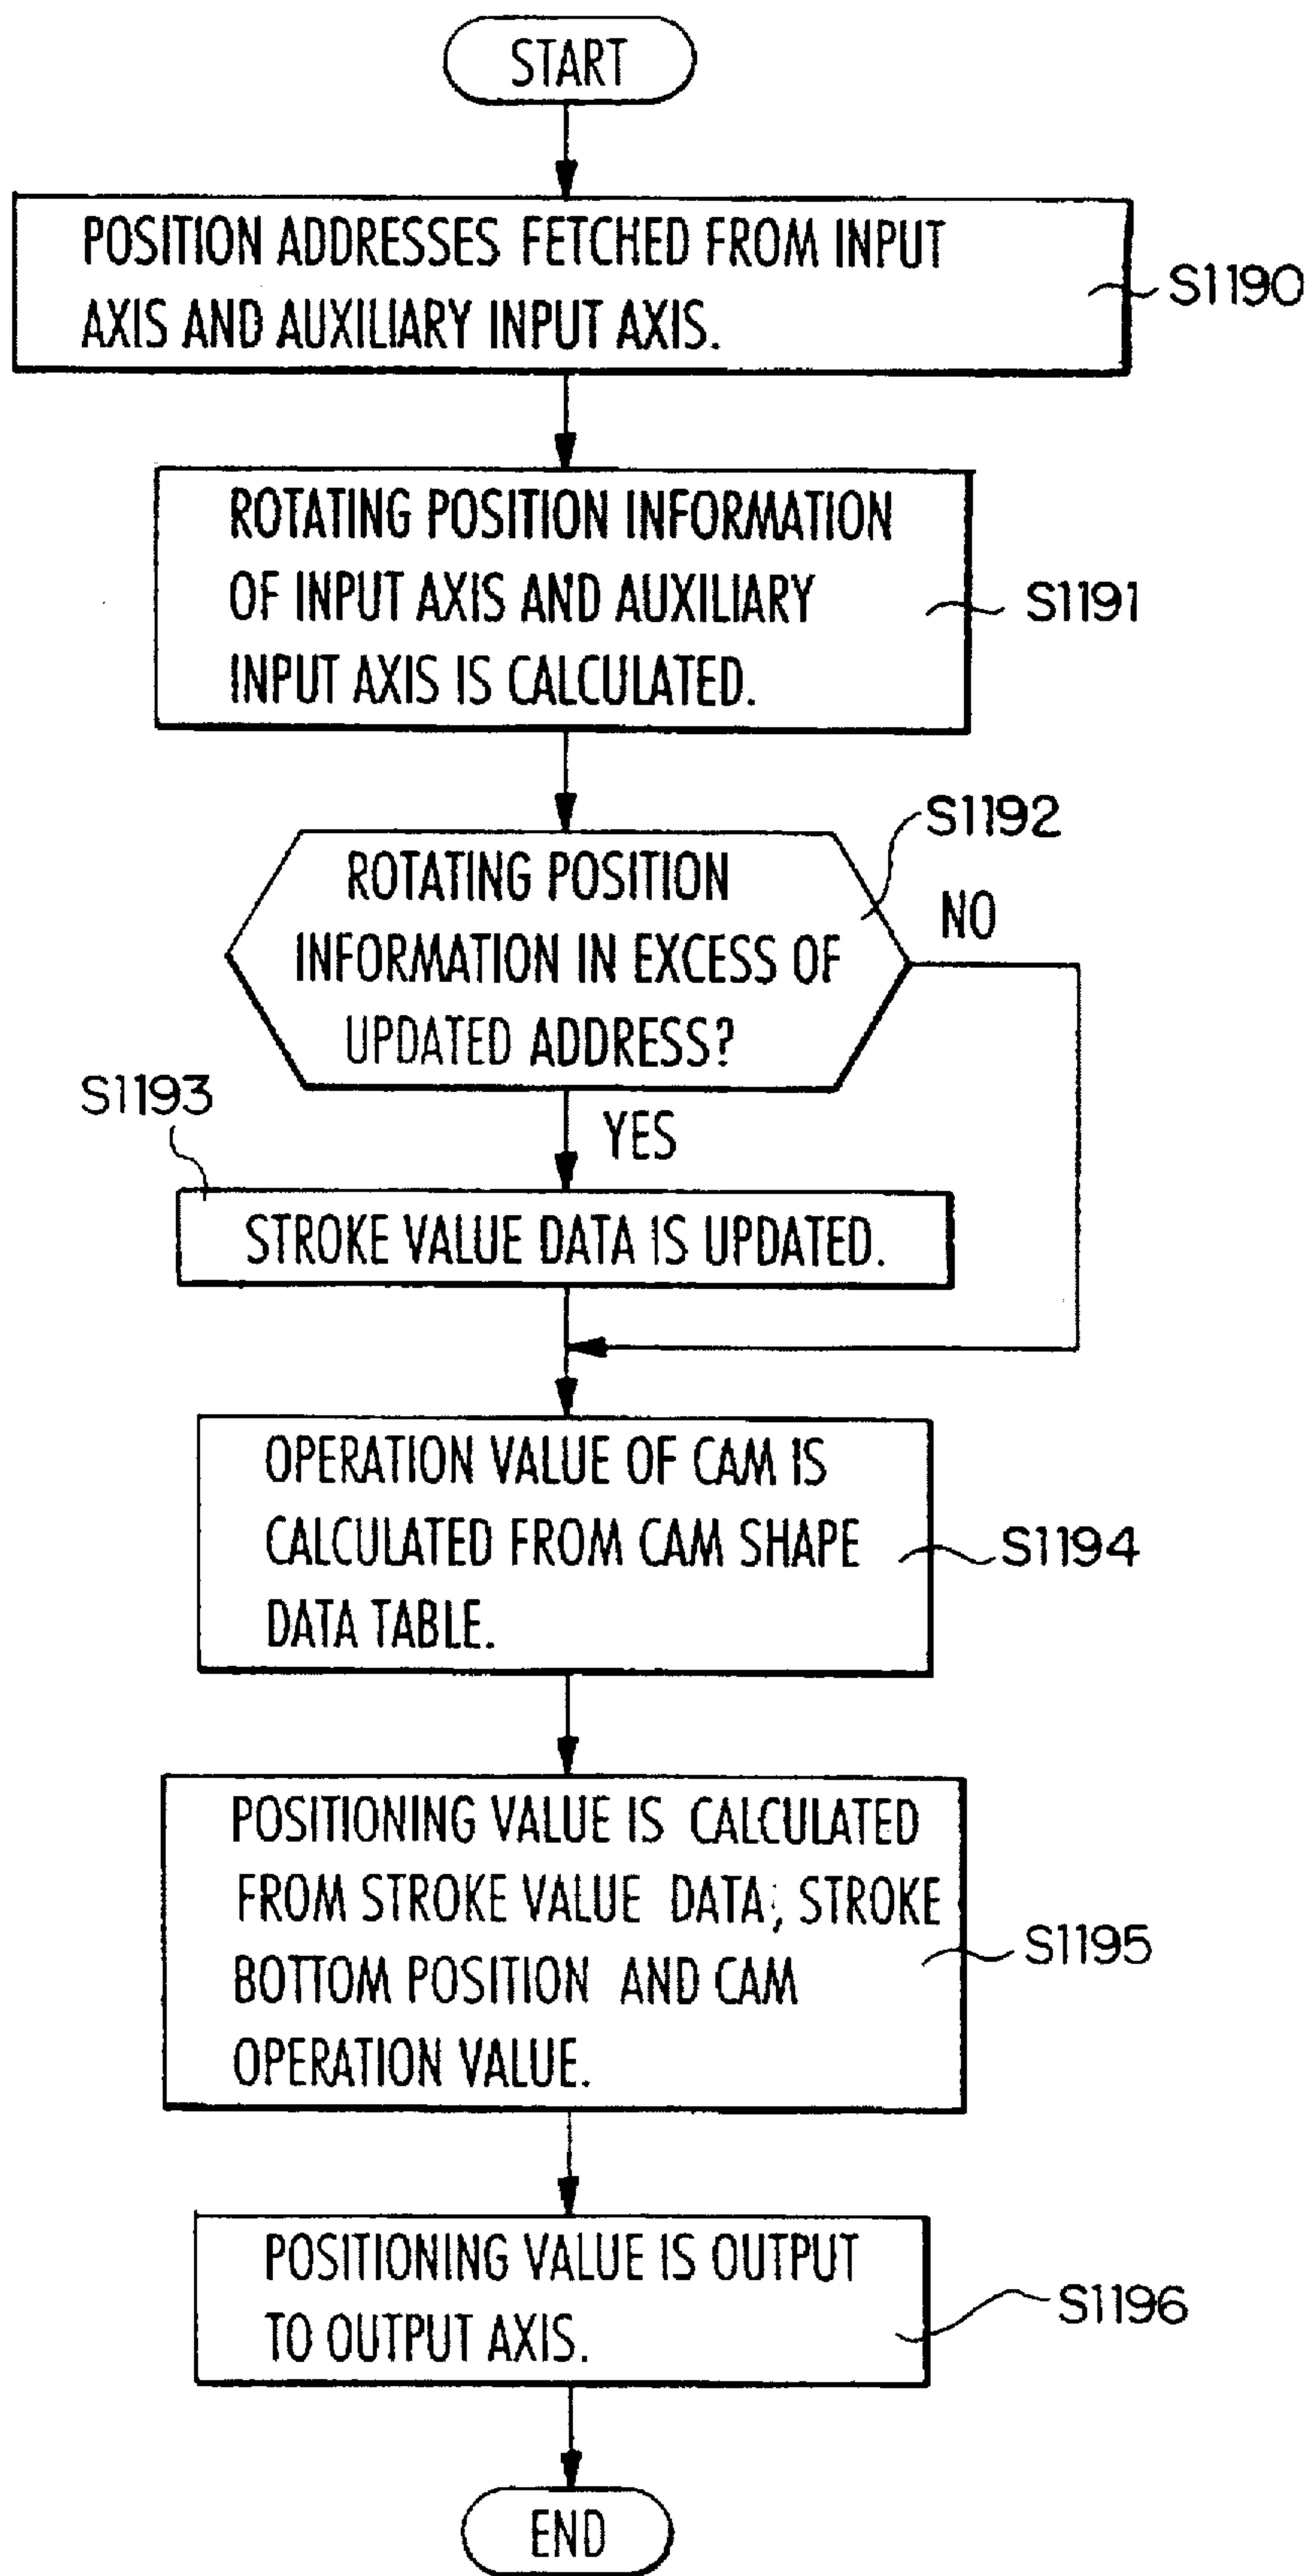 START
POSITION ADDRESSES FETCHED FROM INPUT
AXIS AND AUXILIARY INPUT AXIS.
S1190
ROTATING POSITION INFORMATION
OF INPUT AXIS AND AUXILIARY
INPUT AXIS IS CALCULATED.
S1191
S1192
ROTATING POSITION
INFORMATION IN EXCESS OF
UPDATED ADDRESS?
NO
YES
S1193
STROKE VALUE DATA IS UPDATED.
OPERATION VALUE OF CAM IS
CALCULATED FROM CAM SHAPE
DATA TABLE.
S1194
POSITIONING VALUE IS CALCULATED
FROM STROKE VALUE DATA, STROKE
BOTTOM POSITION AND CAM
OPERATION VALUE.
S1195
POSITIONING VALUE IS OUTPUT
TO OUTPUT AXIS.
S1196
END